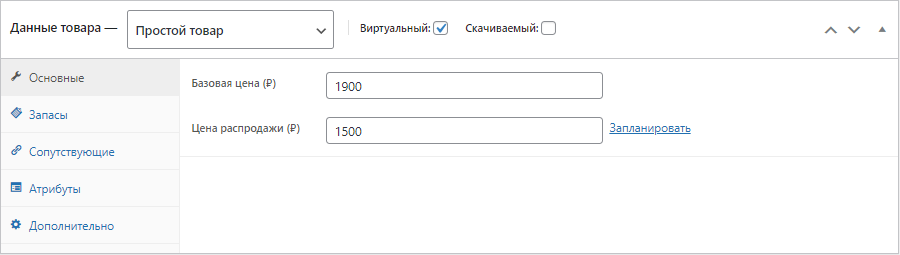 Данные товара — Простой товар Виртуальный: Скачиваемый:
Основные
Запасы
Сопутствующие
Атрибуты
Дополнительно
Базовая цена (₽) 1900
Цена распродажи (₽) 1500 Запланировать